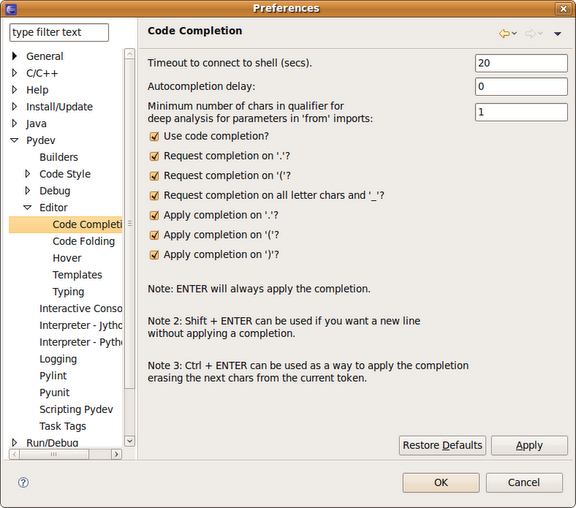 Preferences
type filter text
General
C/C++
Help
Install/Update
Java
Pydev
Builders
Code Style
Debug
Editor
Code Completi
Code Folding
Hover
Templates
Typing
Interactive Conso
Interpreter - Jytho
Interpreter - Pytho
Logging
Pylint
Pyunit
Scripting Pydev
Task Tags
Run/Debug
Code Completion
Timeout to connect to shell (secs).
20
Autocompletion delay:
0
Minimum number of chars in qualifier for
deep analysis for parameters in 'from' imports:
1
Use code completion?
Request completion on '.'?
Request completion on '('?
Request completion on all letter chars and '_'?
Apply completion on '.'?
Apply completion on '('?
Apply completion on ')'?
Note: ENTER will always apply the completion.
Note 2: Shift + ENTER can be used if you want a new line
without applying a completion.
Note 3: Ctrl + ENTER can be used as a way to apply the completion
erasing the next chars from the current token.
Restore Defaults
Apply
?
OK
Cancel